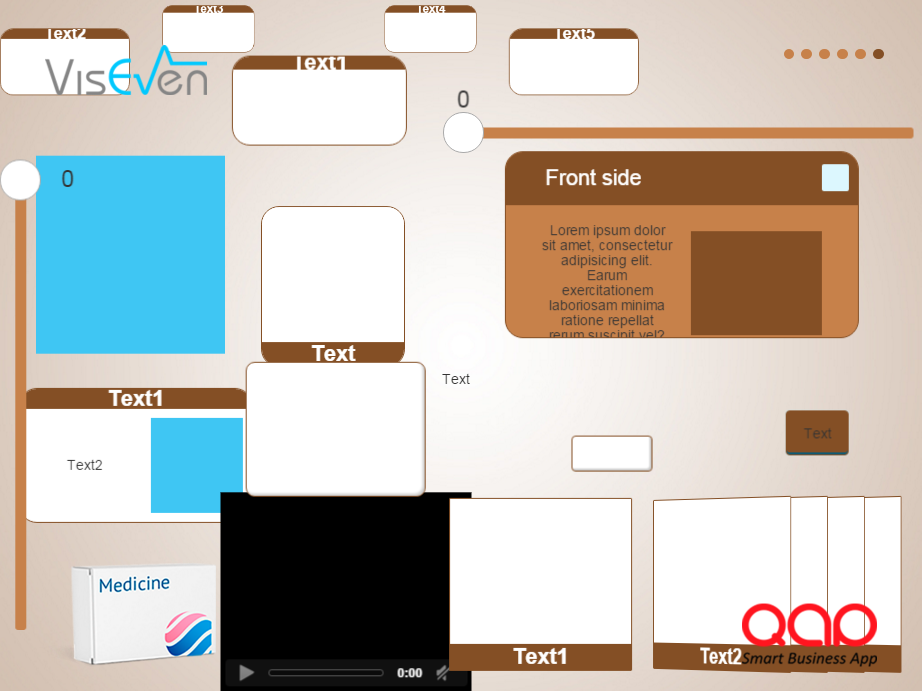 Text3
Text4
Text2
Text5
VisEven
Text1
0
0
Front side
Lorem ipsum dolor
sit amet, consectetur
adipisicing elit.
Earum
exercitationem
laboriosam minima
ratione repellat
rerum suscipit vel?
Text
Text
Text1
Text2
Text
Medicine
0:00
Text1
Text2
QAP
Smart Business App